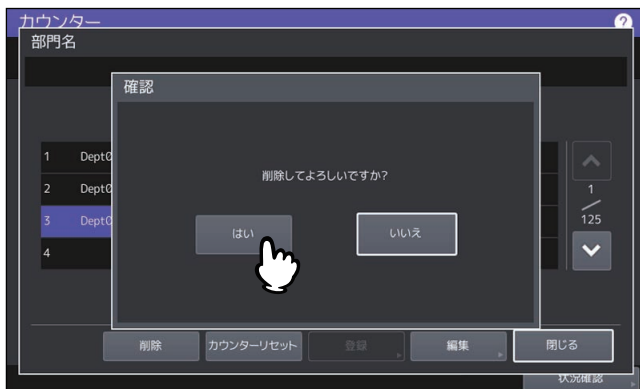 カウンター
?
部門名
確認
削除してよろしいですか?
はい
いいえ
1 Dept0
2 Dept0
3 Dept0
4
1
125
削除
カウンターリセット
登録
編集
閉じる
状況確認